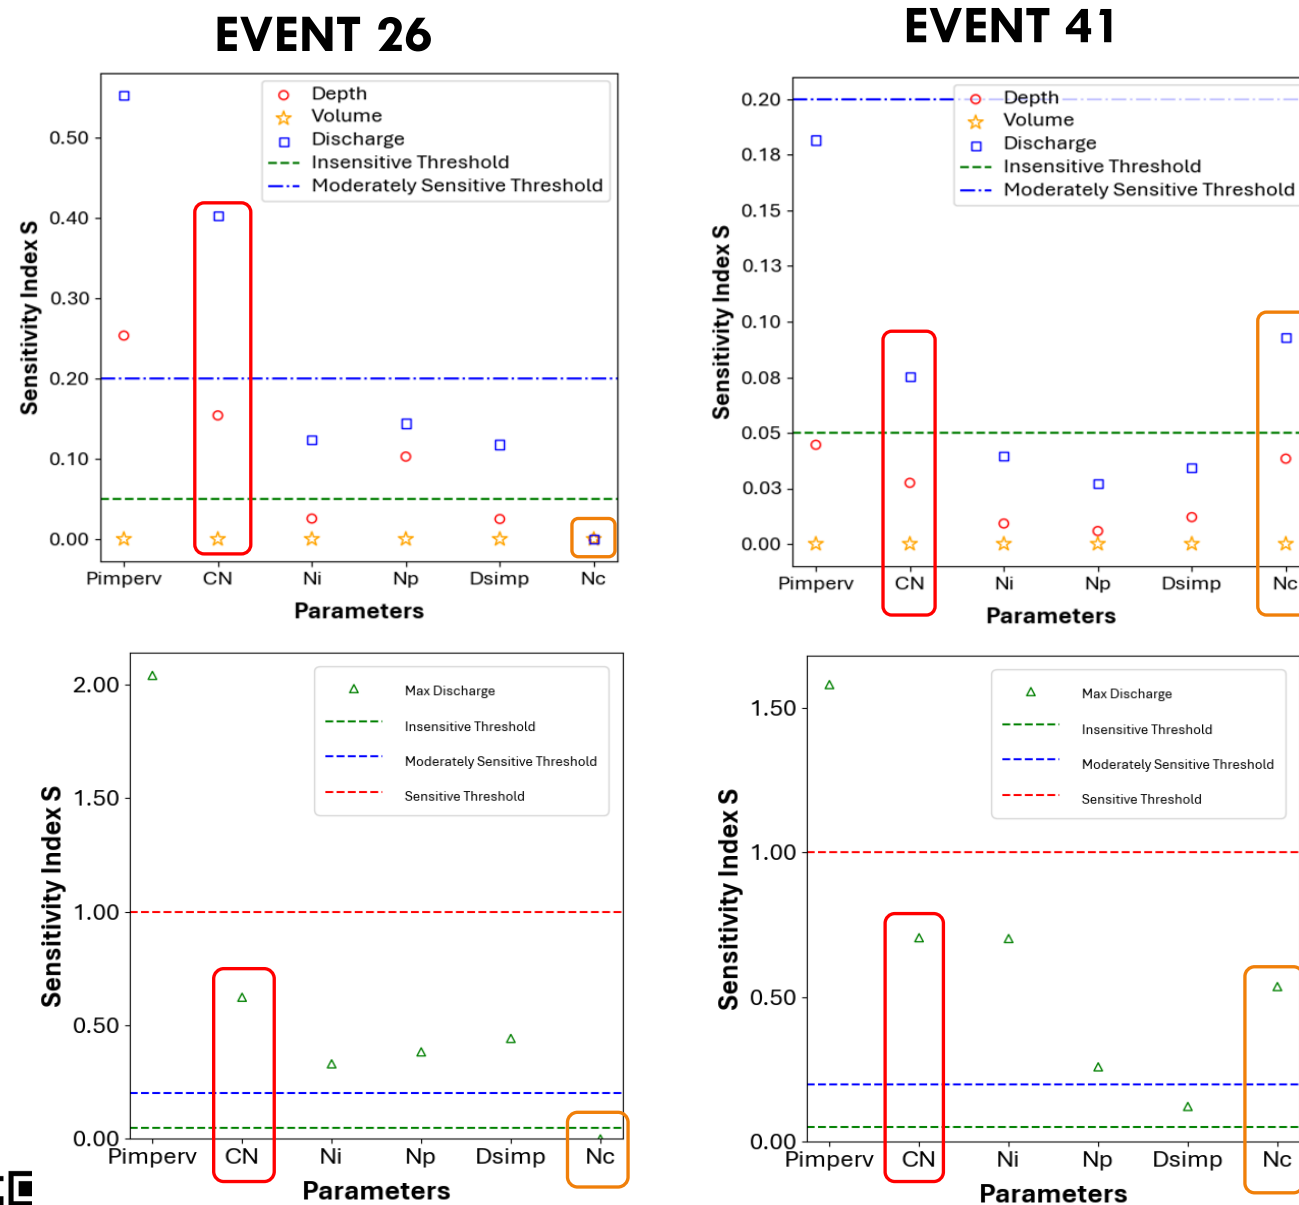 EVENT 26
EVENT 41
Depth
Volume
Discharge
Insensitive Threshold
Moderately Sensitive Threshold
0.50
0.40
0.30
0.20
0.10
0.00
Sensitivity Index S
Pimperv CN Ni Np Dsimp Nc
Parameters
Depth
Volume
Discharge
Insensitive Threshold
Moderately Sensitive Threshold
0.20
0.18
0.15
0.13
0.10
0.08
0.05
0.03
0.00
Sensitivity Index S
Pimperv CN Ni Np Dsimp Nc
Parameters
Max Discharge
Insensitive Threshold
Moderately Sensitive Threshold
Sensitive Threshold
2.00
1.50
1.00
0.50
0.00
Sensitivity Index S
Pimperv CN Ni Np Dsimp Nc
Parameters
Max Discharge
Insensitive Threshold
Moderately Sensitive Threshold
Sensitive Threshold
1.50
1.00
0.50
0.00
Sensitivity Index S
Pimperv CN Ni Np Dsimp Nc
Parameters